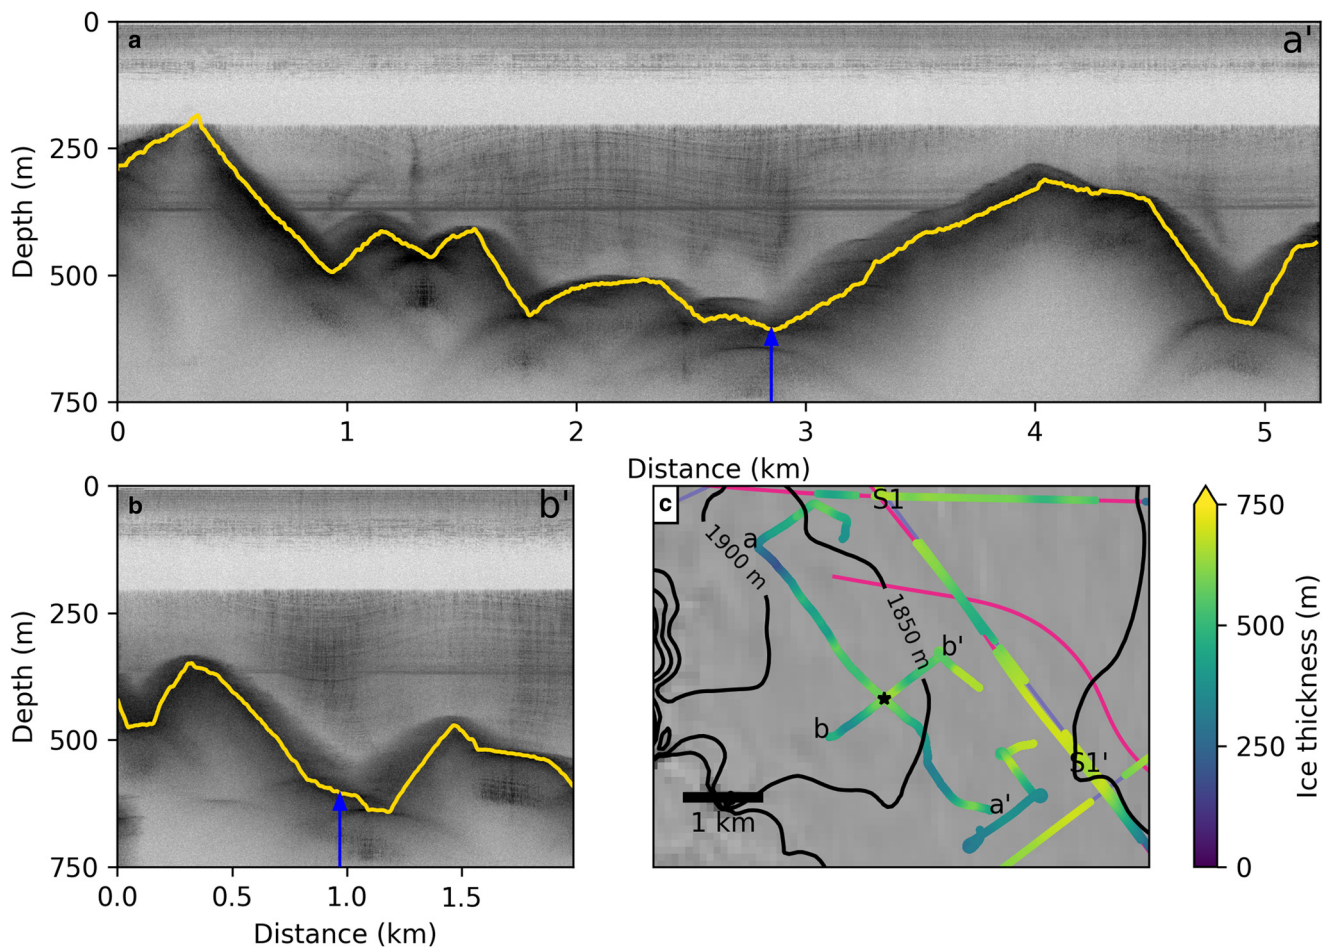 0
a
a'
250
500
750
Depth (m)
0
1
2
3
4
5
Distance (km)
0
b
b'
250
500
750
Depth (m)
0.0
0.5
1.0
1.5
Distance (km)
c
S1
a
1900 m
1850 m
b'
b
S1'
a'
1 km
750
500
250
0
Ice thickness (m)